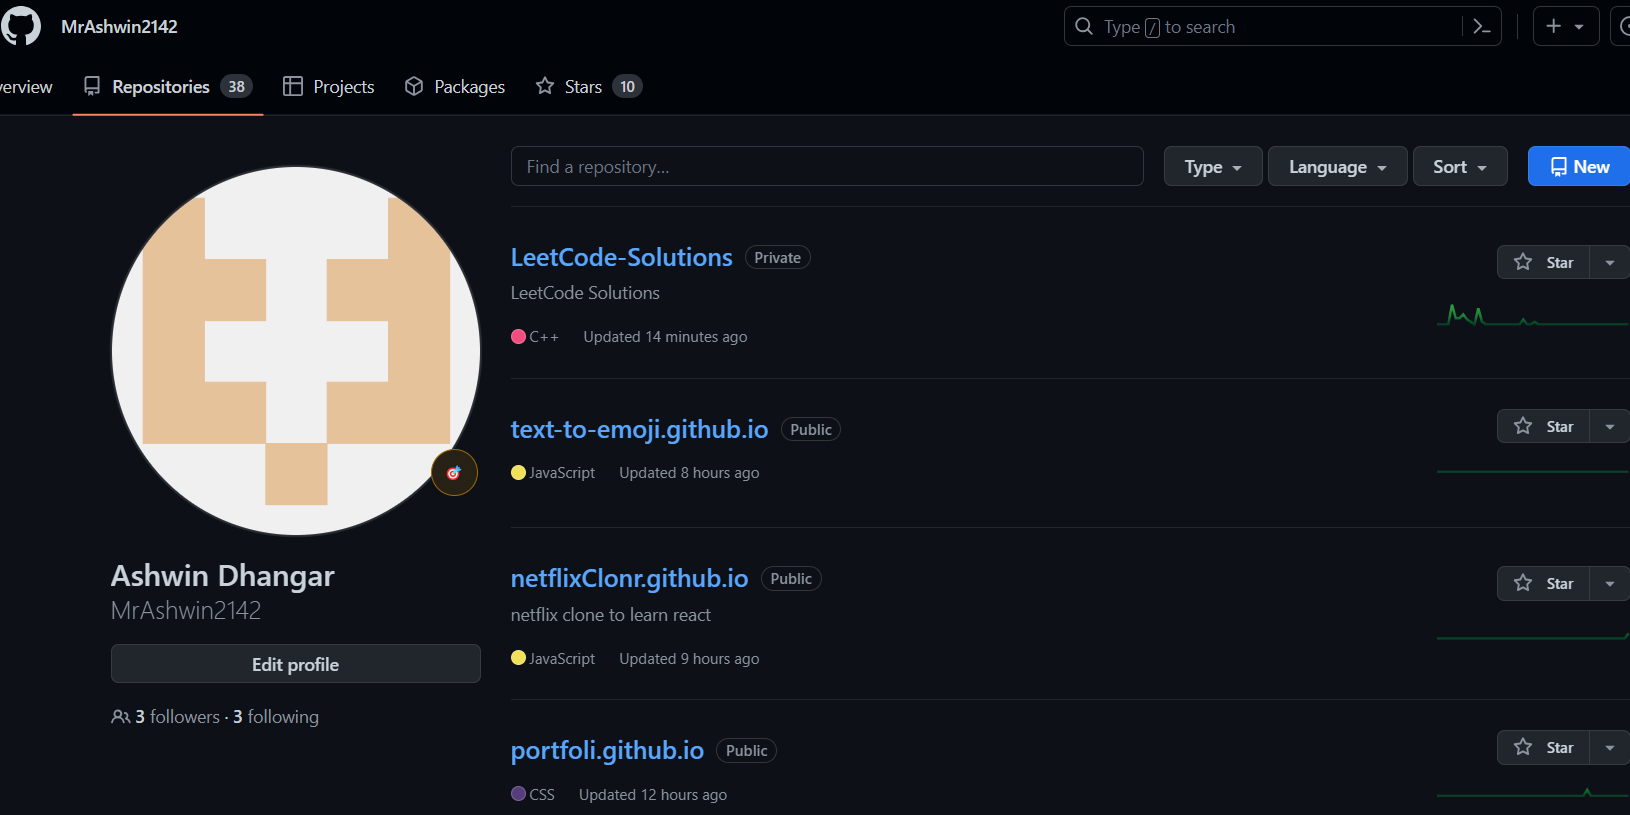 MrAshwin2142
Type / to search
verview
Repositories 38
Projects
Packages
Stars 10
Find a repository...
Type
Language
Sort
New
LeetCode-Solutions Private
Star
LeetCode Solutions
C++ Updated 14 minutes ago
text-to-emoji.github.io Public
Star
JavaScript Updated 8 hours ago
netflixClonr.github.io Public
Star
netflix clone to learn react
JavaScript Updated 9 hours ago
portfoli.github.io Public
Star
CSS Updated 12 hours ago
Ashwin Dhangar
MrAshwin2142
Edit profile
3 followers · 3 following